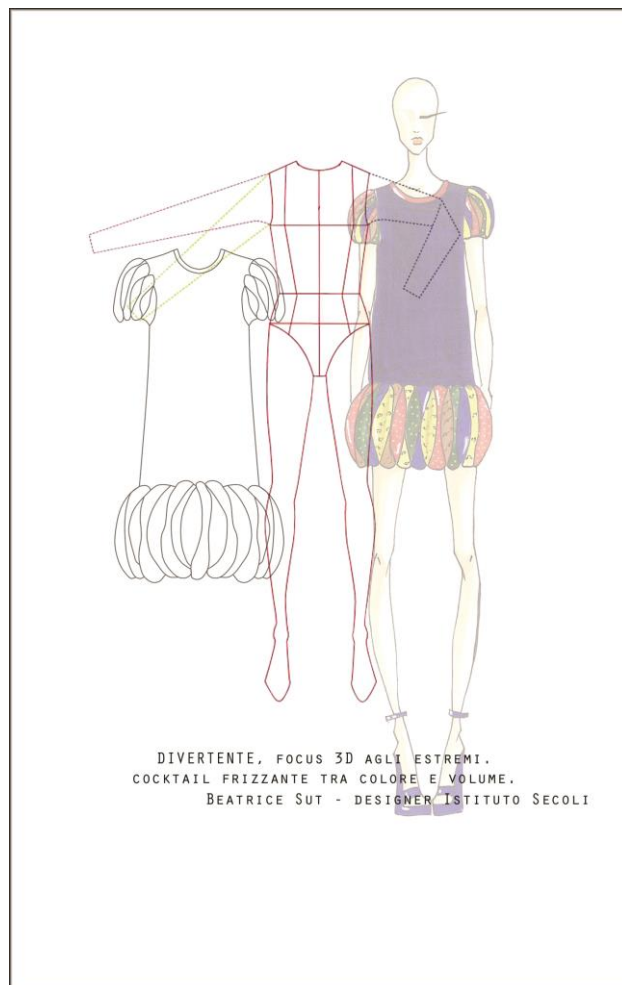 DIVERTENTE, FOCUS 3D AGLI ESTREMI.
COCKTAIL FRIZZANTE TRA COLORE E VOLUME.
BEATRICE SUT - DESIGNER ISTITUTO SECOLI